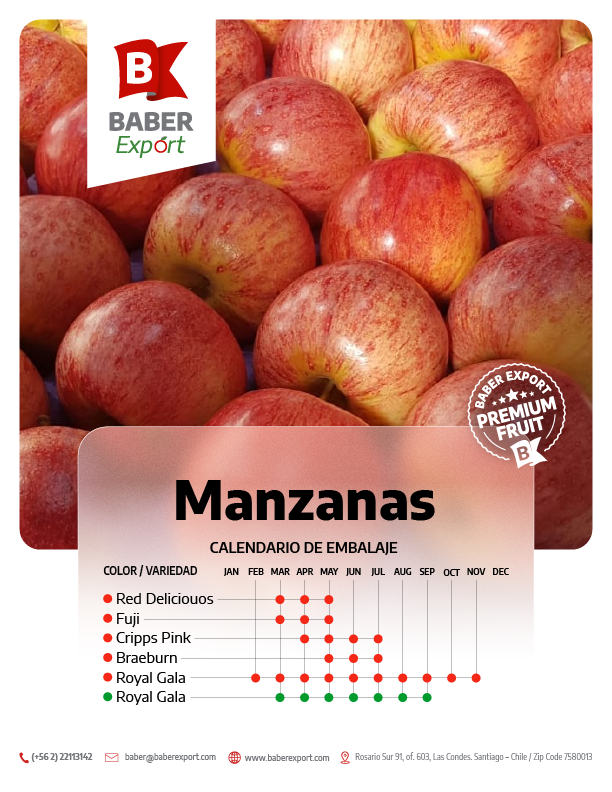 B
BABER
Export
BABER EXPORT
PREMIUM
FRUIT
B
Manzanas
CALENDARIO DE EMBALAJE
COLOR / VARIEDAD JAN FEB MAR APR MAY JUN JUL AUG SEP OCT NOV DEC
Red Deliciouos
Fuji
Cripps Pink
Braeburn
Royal Gala
Royal Gala
(+56 2) 22113142 baber@baberexport.com www.baberexport.com Rosario Sur 91, of. 603, Las Condes. Santiago – Chile / Zip Code 7580013